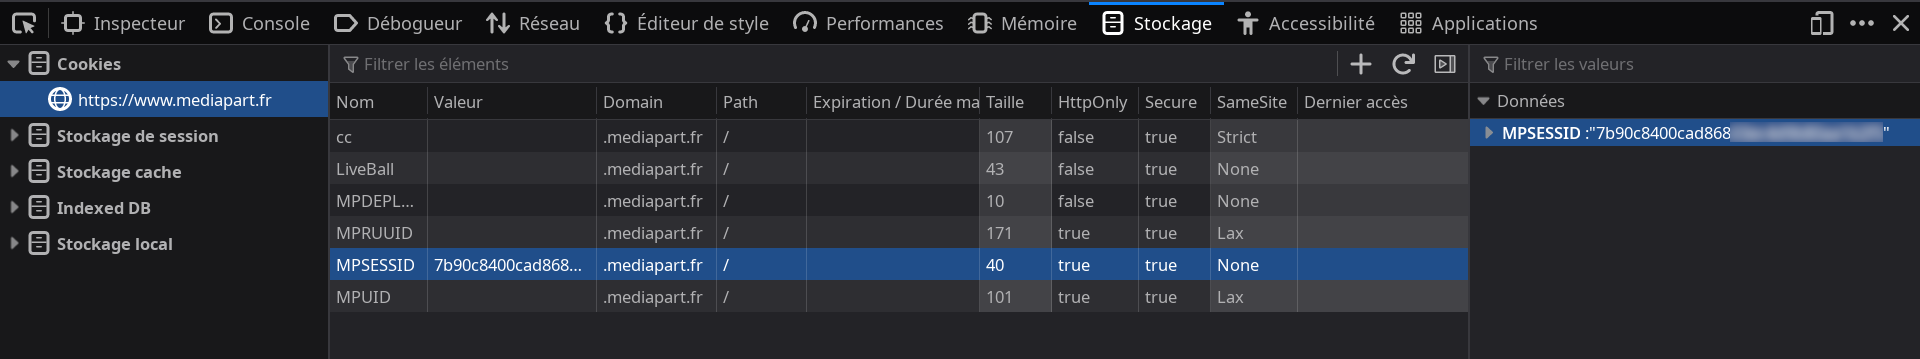 Inspecteur Console Débogueur Réseau Éditeur de style Performances Mémoire Stockage Accessibilité Applications
Cookies
https://www.mediapart.fr
Stockage de session
Stockage cache
Indexed DB
Stockage local
Filtrer les éléments
Nom Valeur Domain Path Expiration / Durée ma Taille HttpOnly Secure SameSite Dernier accès
cc .mediapart.fr / 107 false true Strict
LiveBall .mediapart.fr / 43 false true None
MPDEPL... .mediapart.fr / 10 false true None
MPRUUID .mediapart.fr / 171 true true Lax
MPSESSID 7b90c8400cad868... .mediapart.fr / 40 true true None
MPUID .mediapart.fr / 101 true true Lax
Filtrer les valeurs
Données
MPSESSID :"7b90c8400cad868"